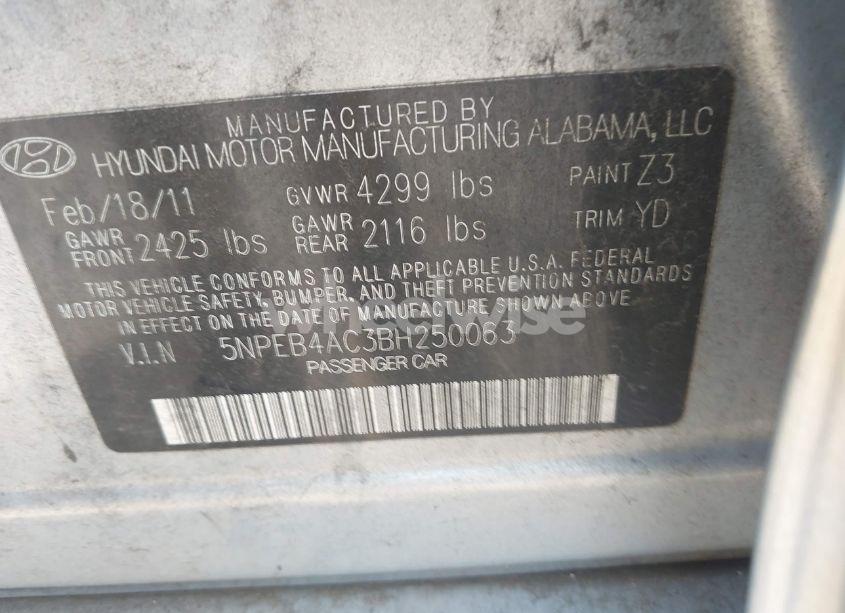 MANUFACTURED BY
HYUNDAI MOTOR MANUFACTURING ALABAMA, LLC
Feb/18/11 GVWR 4299 lbs PAINT Z3
GAWR FRONT 2425 lbs GAWR REAR 2116 lbs TRIM YD
THIS VEHICLE CONFORMS TO ALL APPLICABLE U.S.A. FEDERAL
MOTOR VEHICLE SAFETY, BUMPER, AND THEFT PREVENTION STANDARDS
IN EFFECT ON THE DATE OF MANUFACTURE SHOWN ABOVE
V.I.N 5NPEB4AC3BH250063
PASSENGER CAR
wheelwise